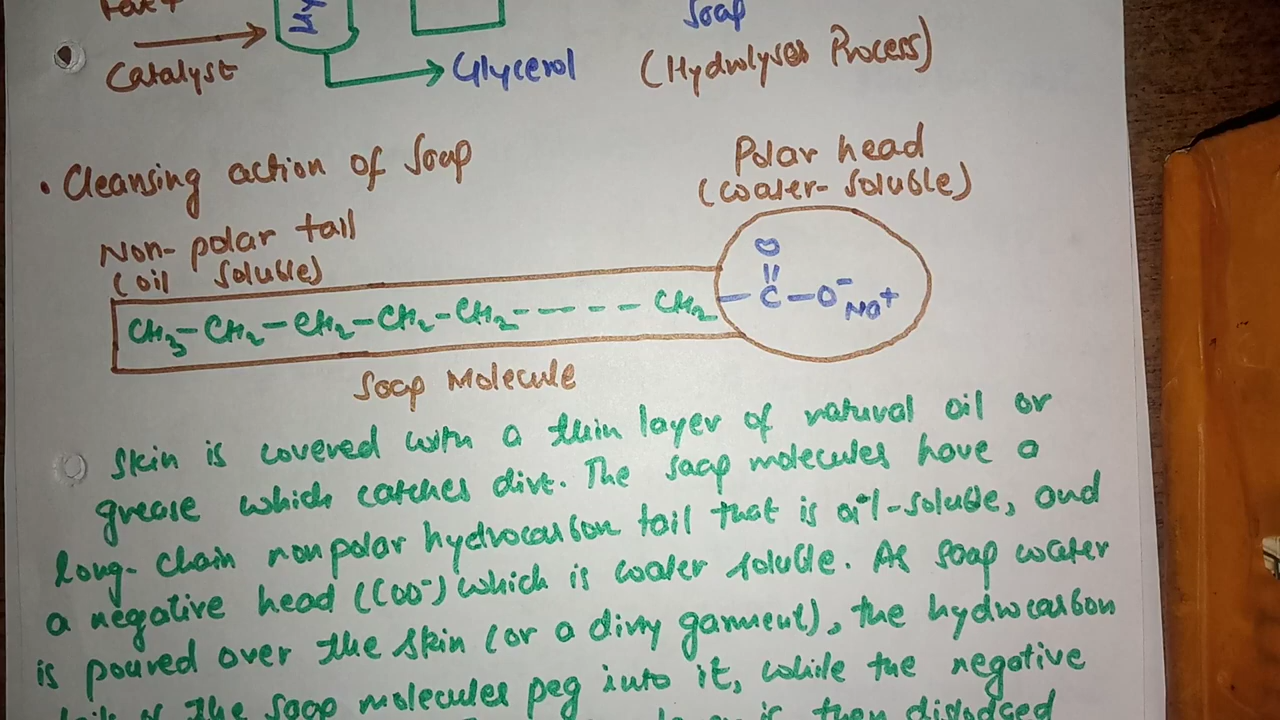 Catalyst
Glycerol
Soap
(Hydrolyses Process)
• Cleansing action of Soap
Polar head
(water-soluble)
Non-polar tail
(oil soluble)
CH3-CH2-CH2-CH2-CH2------CH2-C-O⁻Na⁺
O
Soap Molecule
Skin is covered with a thin layer of natural oil or
grease which catches dirt. The soap molecules have a
long-chain nonpolar hydrocarbon tail that is oil-soluble, and
a negative head (COO⁻) which is water soluble. As soap water
is poured over the skin (or a dirty garment), the hydrocarbon
the soap molecules peg into it, while the negative
is then dislodged